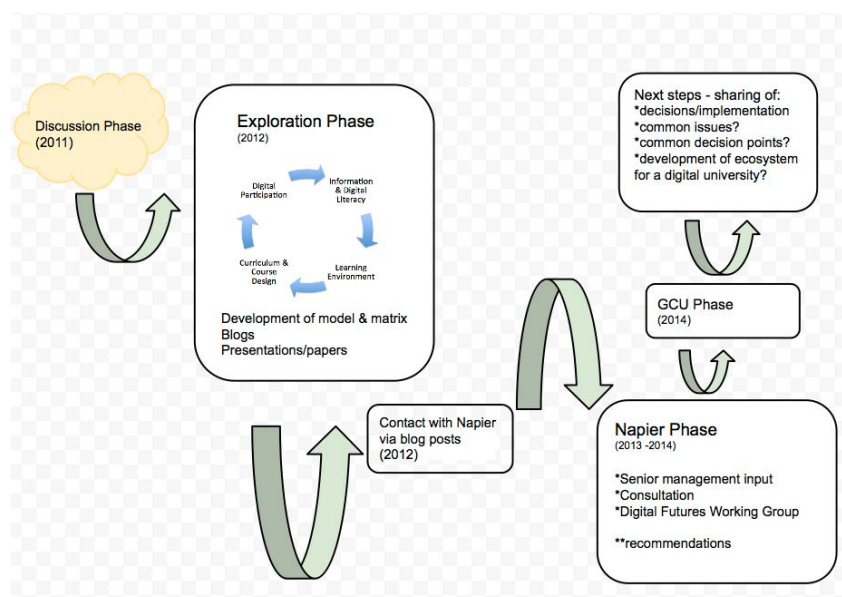 Discussion Phase
(2011)
Exploration Phase
(2012)
Digital
Participation
Information
& Digital
Literacy
Learning
Environment
Curriculum &
Course
Design
Development of model & matrix
Blogs
Presentations/papers
Contact with Napier
via blog posts
(2012)
Napier Phase
(2013 -2014)
*Senior management input
*Consultation
*Digital Futures Working Group
**recommendations
GCU Phase
(2014)
Next steps - sharing of:
*decisions/implementation
*common issues?
*common decision points?
*development of ecosystem
for a digital university?